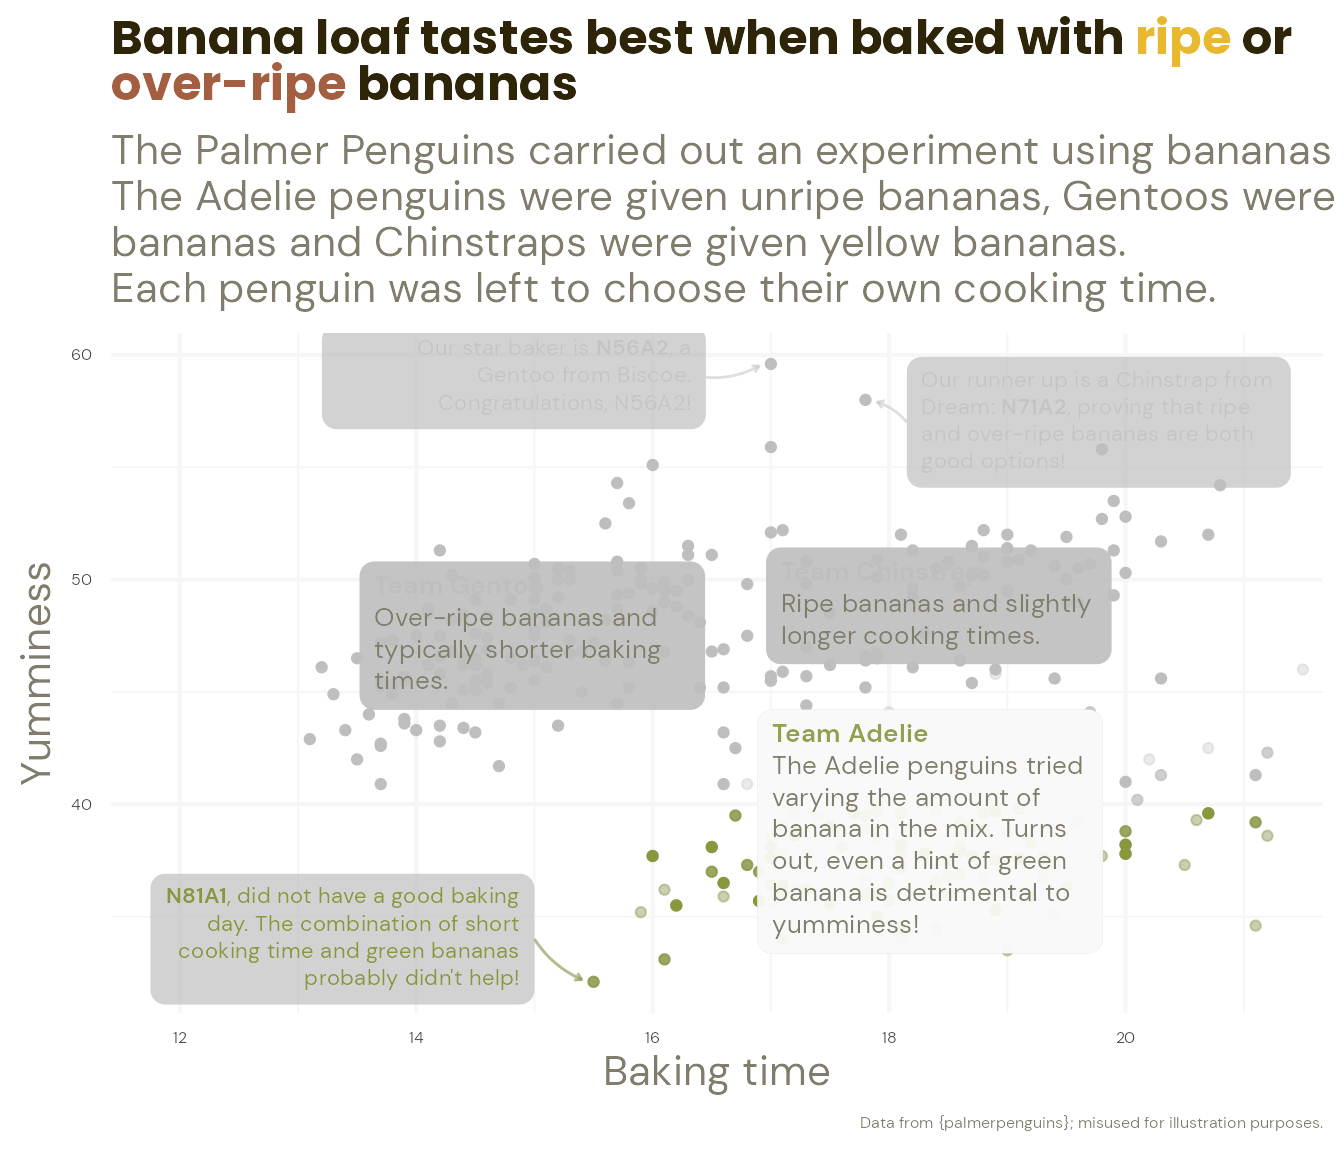 Banana loaf tastes best when baked with ripe or
over-ripe bananas
The Palmer Penguins carried out an experiment using bananas
The Adelie penguins were given unripe bananas, Gentoos were
bananas and Chinstraps were given yellow bananas.
Each penguin was left to choose their own cooking time.
Yumminess
60
50
40
Our star baker is N56A2, a
Gentoo from Biscoe.
Congratulations, N56A2!
Our runner up is a Chinstrap from
Dream: N71A2, proving that ripe
and over-ripe bananas are both
good options!
Team Gentoo
Over-ripe bananas and
typically shorter baking
times.
Team Chinstrap
Ripe bananas and slightly
longer cooking times.
Team Adelie
The Adelie penguins tried
varying the amount of
banana in the mix. Turns
out, even a hint of green
banana is detrimental to
yumminess!
N81A1, did not have a good baking
day. The combination of short
cooking time and green bananas
probably didn't help!
12
14
16
18
20
Baking time
Data from {palmerpenguins}; misused for illustration purposes.